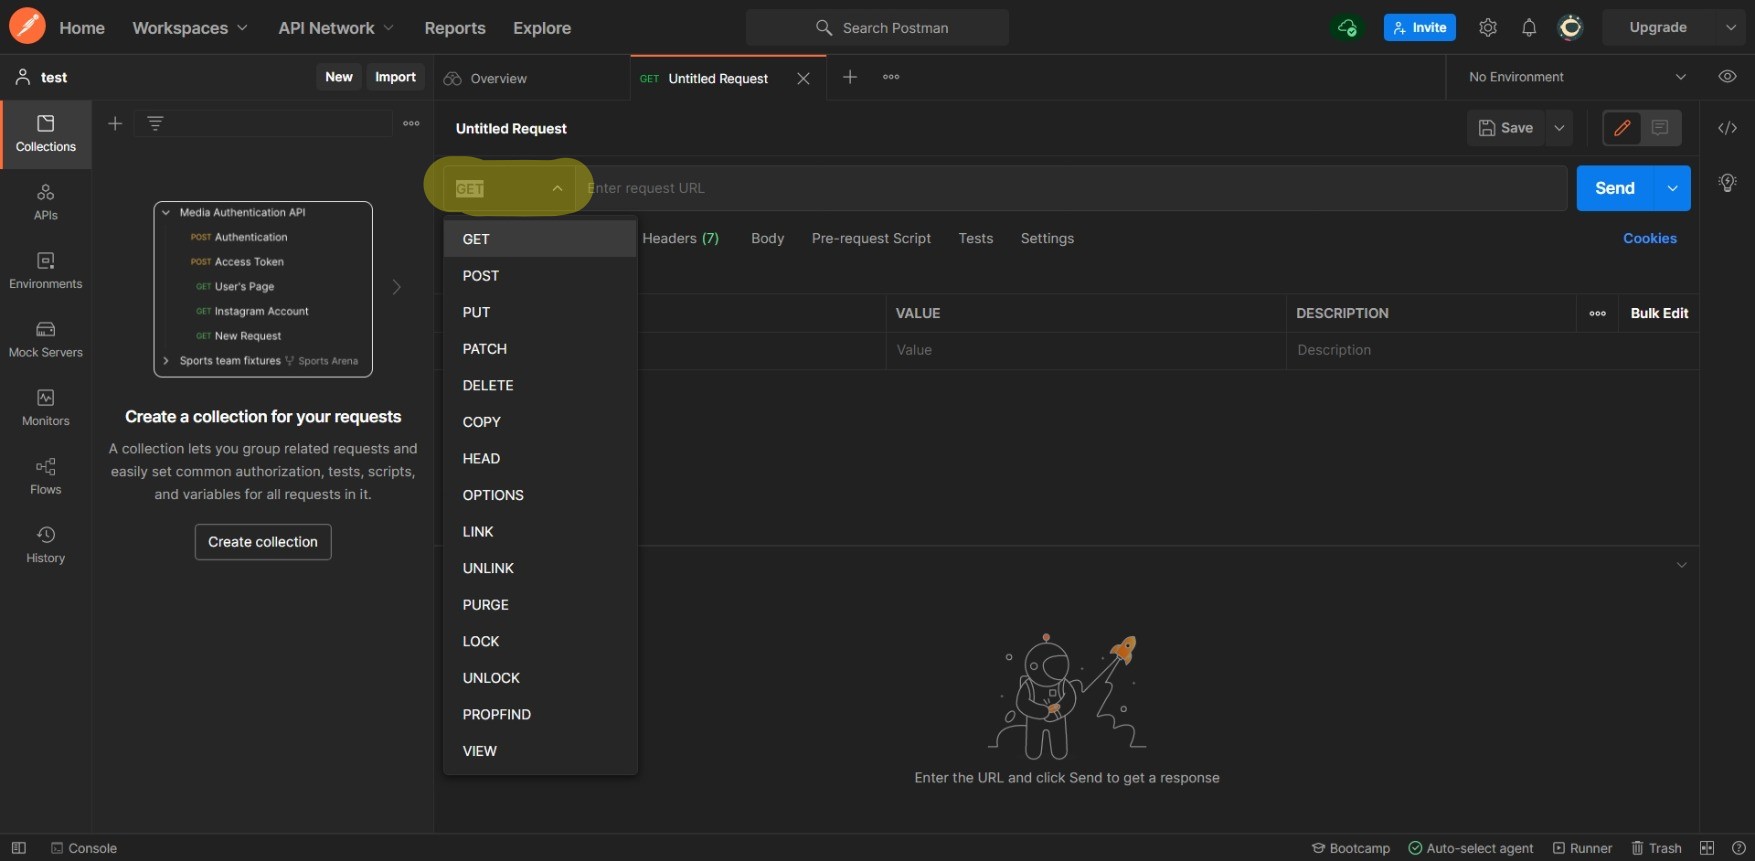 Home Workspaces API Network Reports Explore Search Postman Invite Upgrade
test New Import Overview GET Untitled Request No Environment
Collections
APIs
Environments
Mock Servers
Monitors
Flows
History
Media Authentication API
POST Authentication
POST Access Token
GET User's Page
GET Instagram Account
GET New Request
Sports team fixtures Sports Arena
Create a collection for your requests
A collection lets you group related requests and
easily set common authorization, tests, scripts,
and variables for all requests in it.
Create collection
Untitled Request Save
GET Enter request URL Send
Headers (7) Body Pre-request Script Tests Settings Cookies
GET
POST
PUT
PATCH
DELETE
COPY
HEAD
OPTIONS
LINK
UNLINK
PURGE
LOCK
UNLOCK
PROPFIND
VIEW
VALUE DESCRIPTION Bulk Edit
Value Description
Enter the URL and click Send to get a response
Console Bootcamp Auto-select agent Runner Trash